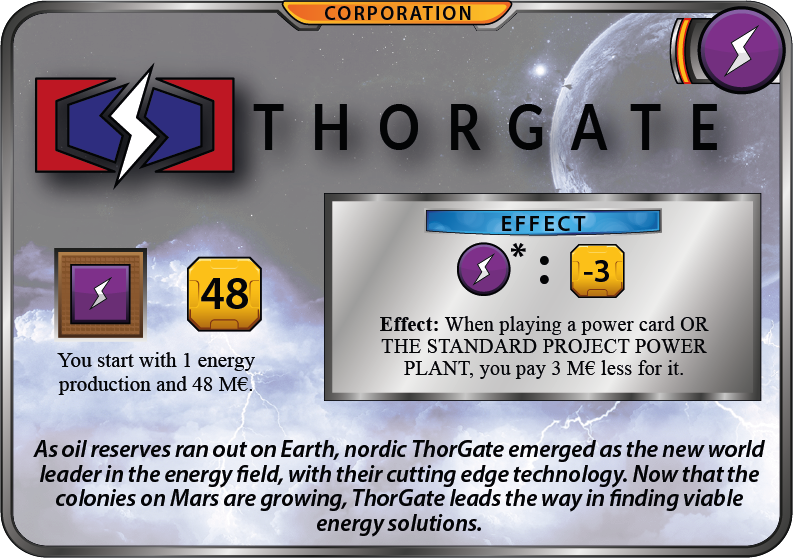 CORPORATION
THORGATE
EFFECT
* : -3
48
Effect: When playing a power card OR
THE STANDARD PROJECT POWER
PLANT, you pay 3 M€ less for it.
You start with 1 energy
production and 48 M€.
As oil reserves ran out on Earth, nordic ThorGate emerged as the new world
leader in the energy field, with their cutting edge technology. Now that the
colonies on Mars are growing, ThorGate leads the way in finding viable
energy solutions.